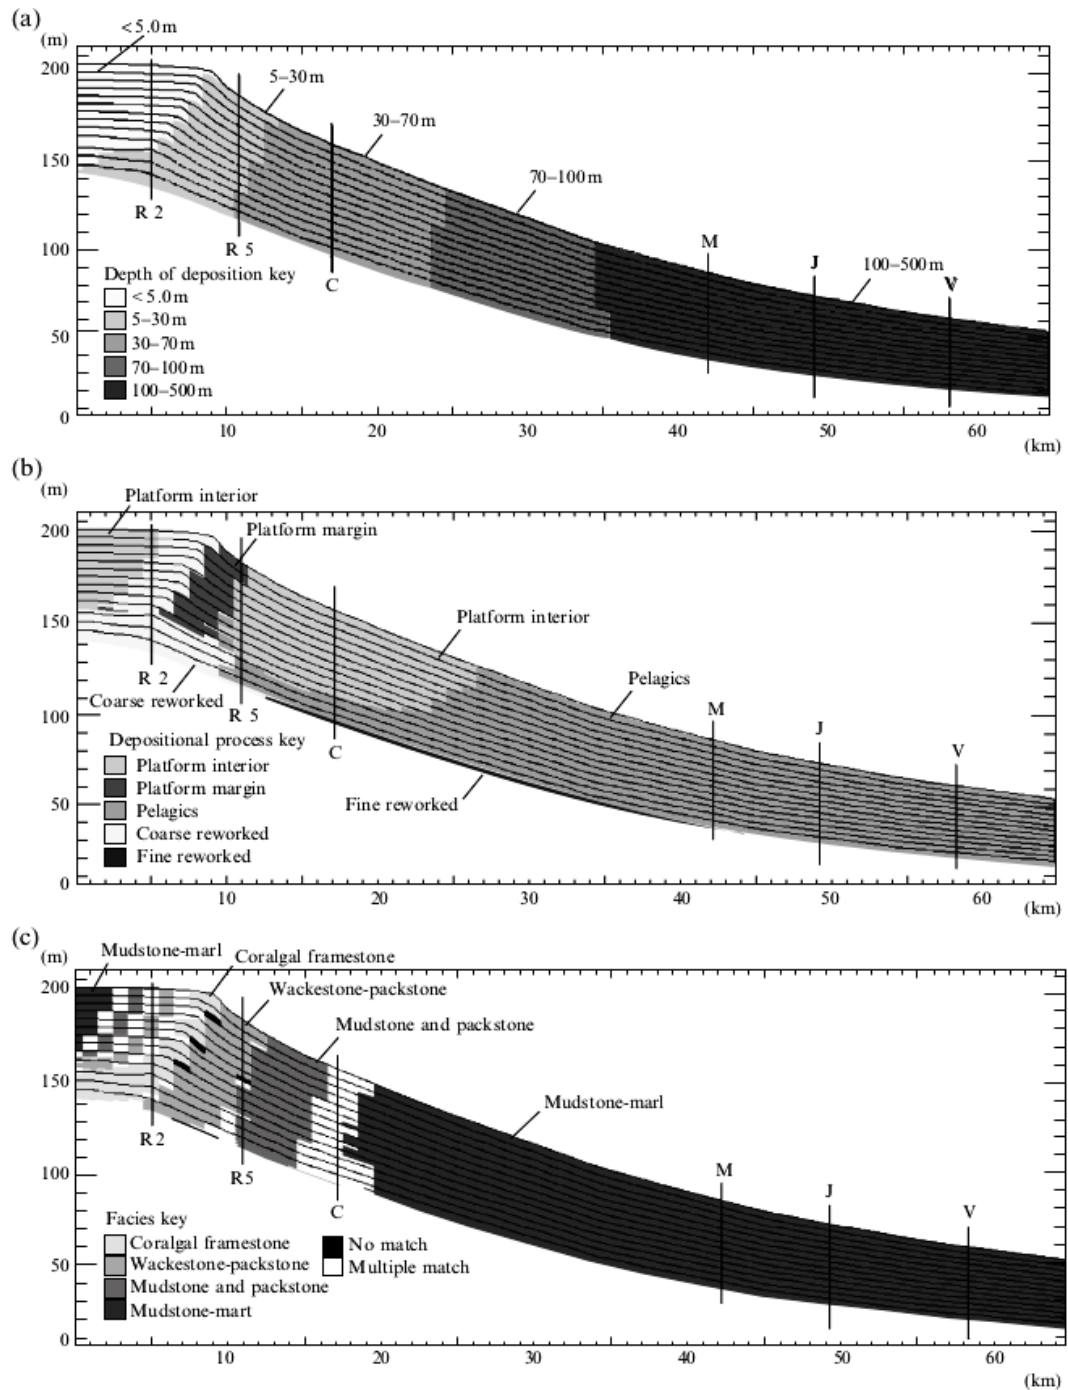 (a)
(m)
< 5.0 m
200
5–30 m
30–70 m
150
70–100 m
R 2
R 5
M
J
100–500 m
V
100
C
Depth of deposition key
< 5.0 m
5–30 m
50
30–70 m
70–100 m
100–500 m
0
10 20 30 40 50 60
(km)
(b)
(m)
Platform interior
200
Platform margin
150
Platform interior
R 2
Pelagics
Coarse reworked
R 5
M
100
J
C
V
Depositional process key
Platform interior
Platform margin
50
Fine reworked
Pelagics
Coarse reworked
Fine reworked
0
10 20 30 40 50 60
(km)
(c)
(m)
Mudstone-marl
Coralgal framestone
200
Wackestone-packstone
Mudstone and packstone
150
Mudstone-marl
R 2
R 5
M
100
J
C
V
Facies key
Coralgal framestone
No match
50
Wackestone-packstone
Multiple match
Mudstone and packstone
Mudstone-mart
0
10 20 30 40 50 60
(km)